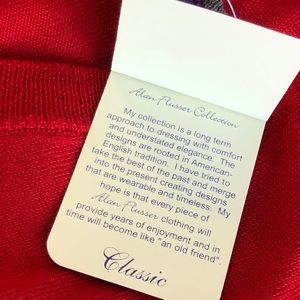 Alan Flusser Collection
My collection is a long term
approach to dressing with comfort
and understated elegance. The
designs are rooted in American-
English tradition. I have tried to
take the best of the past and merge
into the present creating designs
that are wearable and timeless. My
hope is that every piece of
Alan Flusser clothing will
provide years of enjoyment and in
time will become like "an old friend".
Classic